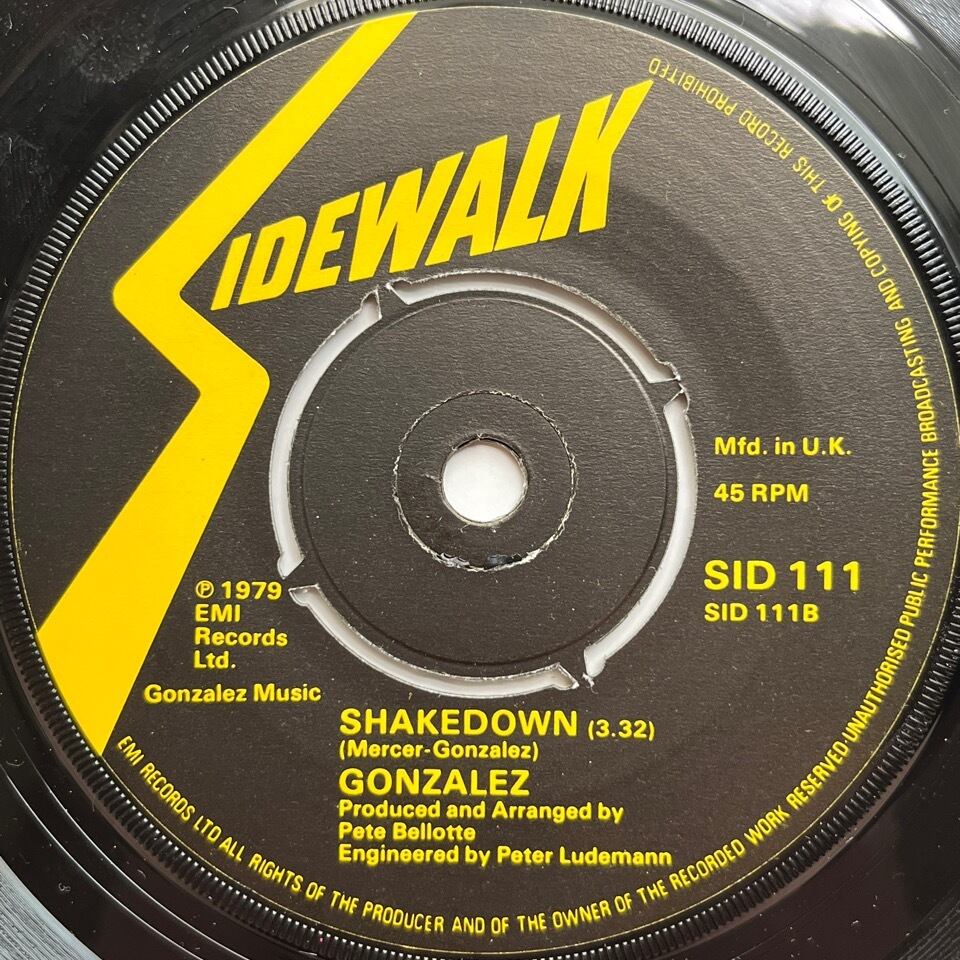 SIDEWALK
Mfd. in U.K.
45 RPM
SID 111
SID 111B
℗ 1979
EMI
Records
Ltd.
Gonzalez Music
SHAKEDOWN (3.32)
(Mercer-Gonzalez)
GONZALEZ
Produced and Arranged by
Pete Bellotte
Engineered by Peter Ludemann
EMI RECORDS LTD ALL RIGHTS OF THE PRODUCER AND OF THE OWNER OF THE RECORDED WORK RESERVED·UNAUTHORISED PUBLIC PERFORMANCE BROADCASTING AND COPYING OF THIS RECORD PROHIBITED